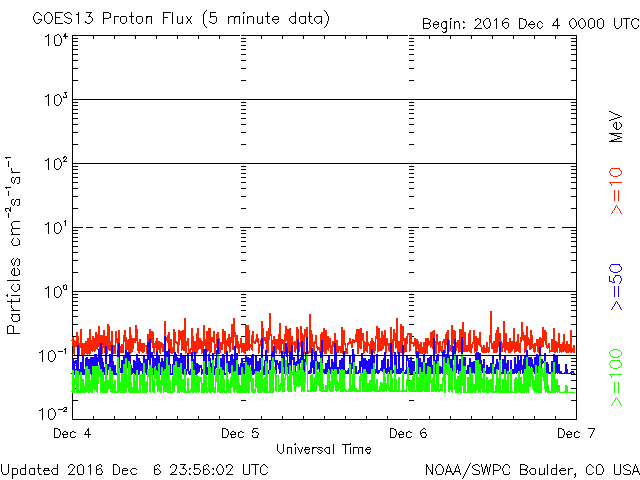 GOES13 Proton Flux (5 minute data)
Begin: 2016 Dec 4 0000 UTC
Particles cm⁻²s⁻¹sr⁻¹
10⁴
10³
10²
10¹
10⁰
10⁻¹
10⁻²
Dec 4
Dec 5
Dec 6
Dec 7
Universal Time
MeV
>=10
>=50
>=100
Updated 2016 Dec 6 23:56:02 UTC
NOAA/SWPC Boulder, CO USA